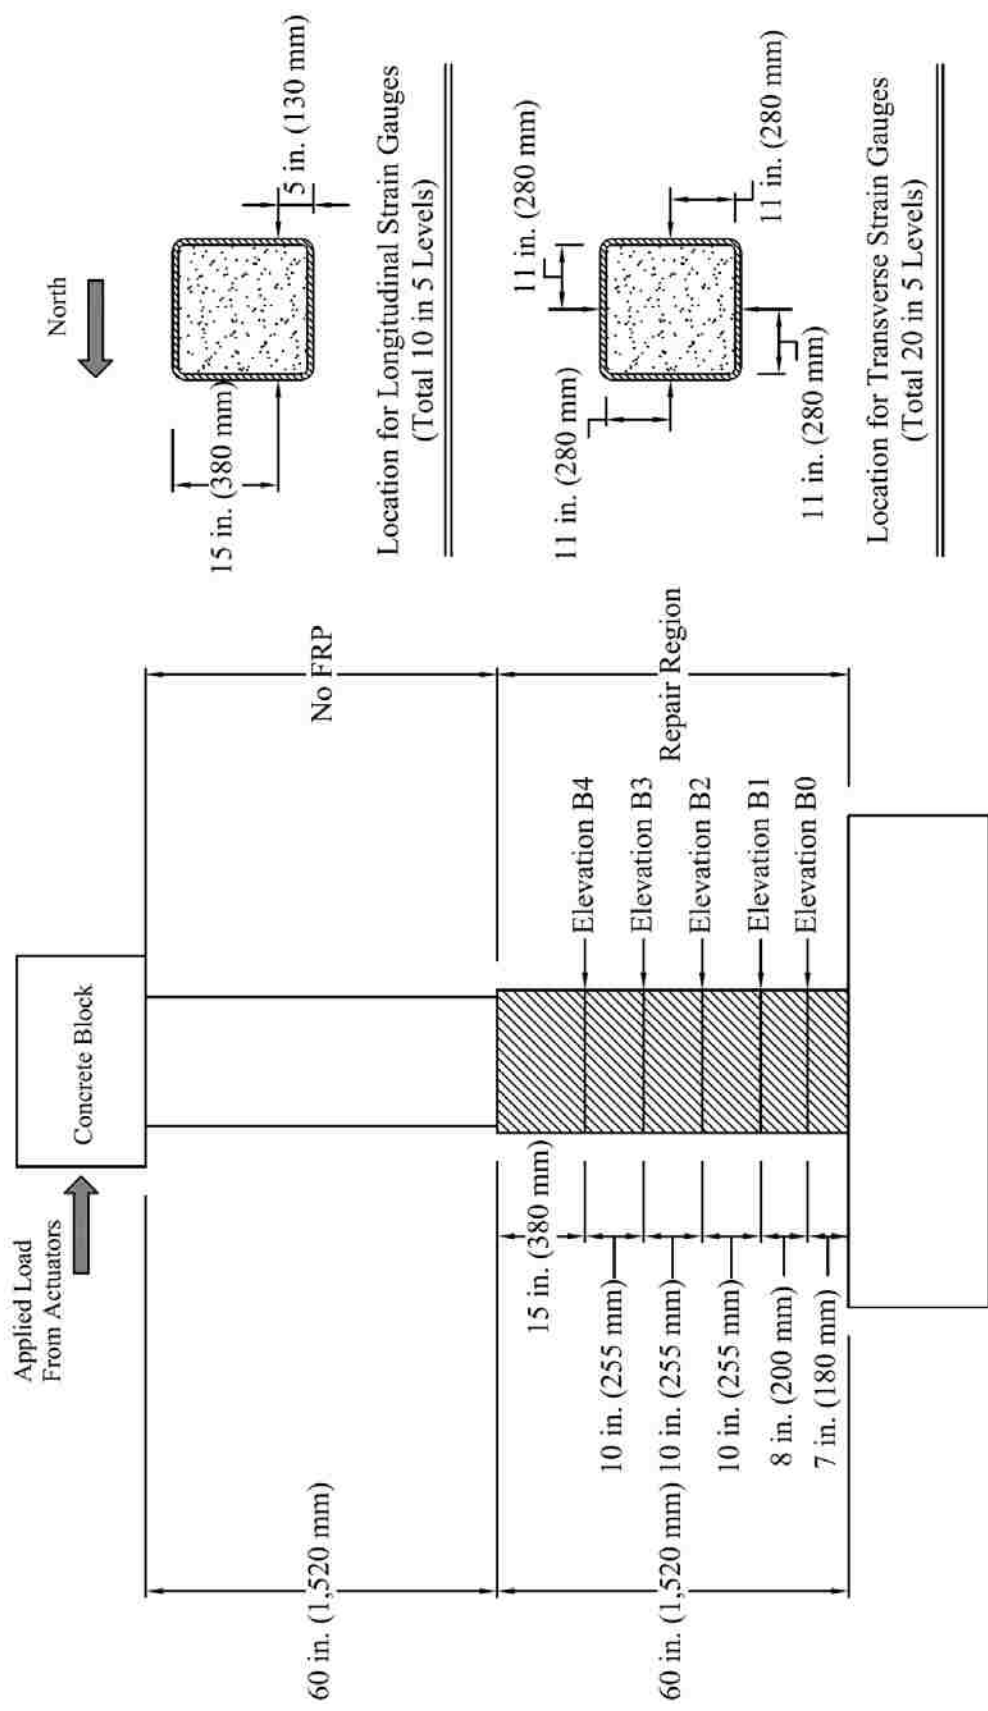 Applied Load
From Actuators
Concrete Block
60 in. (1,520 mm)
60 in. (1,520 mm)
15 in. (380 mm)
10 in. (255 mm)
10 in. (255 mm)
10 in. (255 mm)
8 in. (200 mm)
7 in. (180 mm)
Elevation B4
Elevation B3
Elevation B2
Elevation B1
Elevation B0
No FRP
Repair Region
North
15 in. (380 mm)
5 in. (130 mm)
Location for Longitudinal Strain Gauges
(Total 10 in 5 Levels)
11 in. (280 mm)
11 in. (280 mm)
11 in. (280 mm)
11 in. (280 mm)
Location for Transverse Strain Gauges
(Total 20 in 5 Levels)